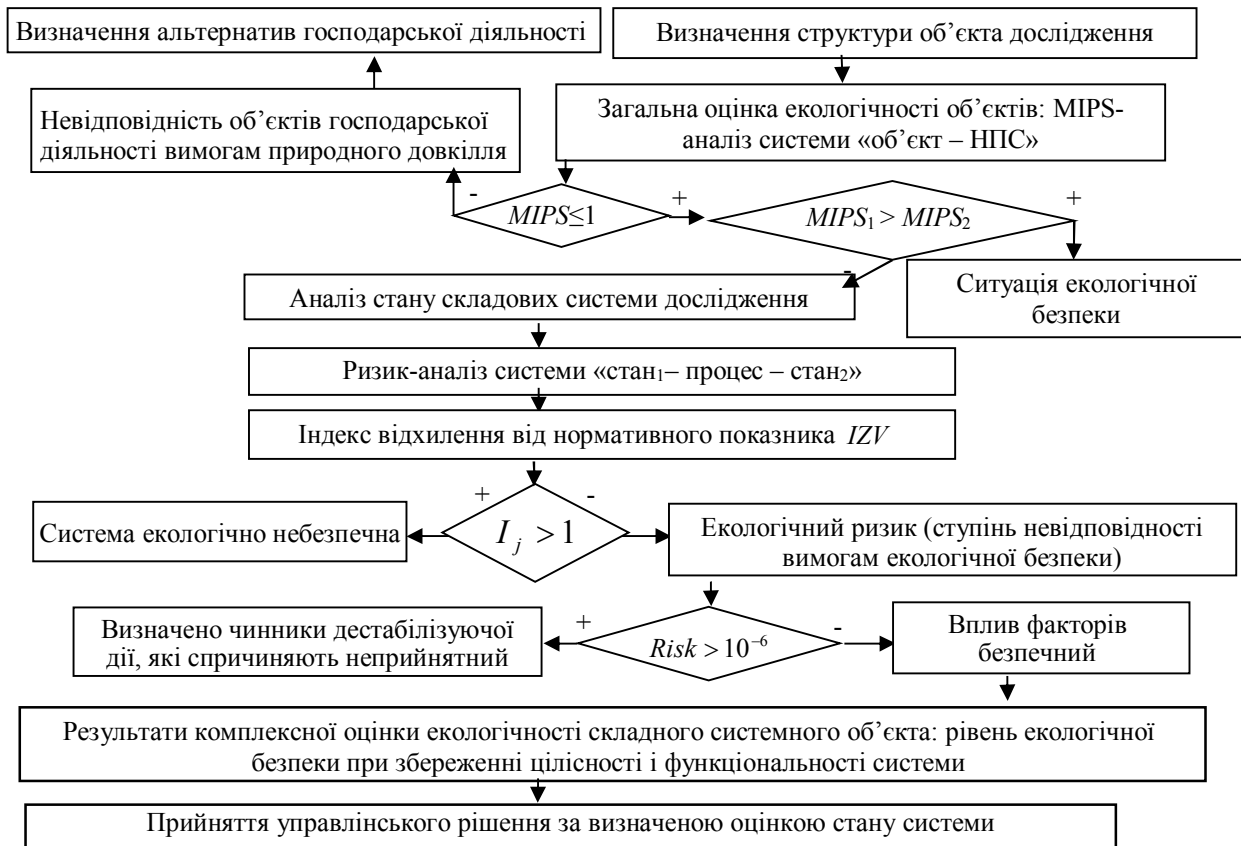 Визначення альтернатив господарської діяльності
Визначення структури об’єкта дослідження
Невідповідність об’єктів господарської
діяльності вимогам природного довкілля
Загальна оцінка екологічності об’єктів: MIPS-
аналіз системи «об’єкт – НПС»
-
MIPS≤1
+
MIPS₁ > MIPS₂
+
-
Ситуація екологічної
безпеки
Аналіз стану складових системи дослідження
Ризик-аналіз системи «стан₁– процес – стан₂»
Індекс відхилення від нормативного показника IZV
+
-
I j > 1
Система екологічно небезпечна
Екологічний ризик (ступінь невідповідності
вимогам екологічної безпеки)
Визначено чинники дестабілізуючої
дії, які спричиняють неприйнятний
+
Risk > 10⁻⁶
-
Вплив факторів
безпечний
Результати комплексної оцінки екологічності складного системного об’єкта: рівень екологічної
безпеки при збереженні цілісності і функціональності системи
Прийняття управлінського рішення за визначеною оцінкою стану системи